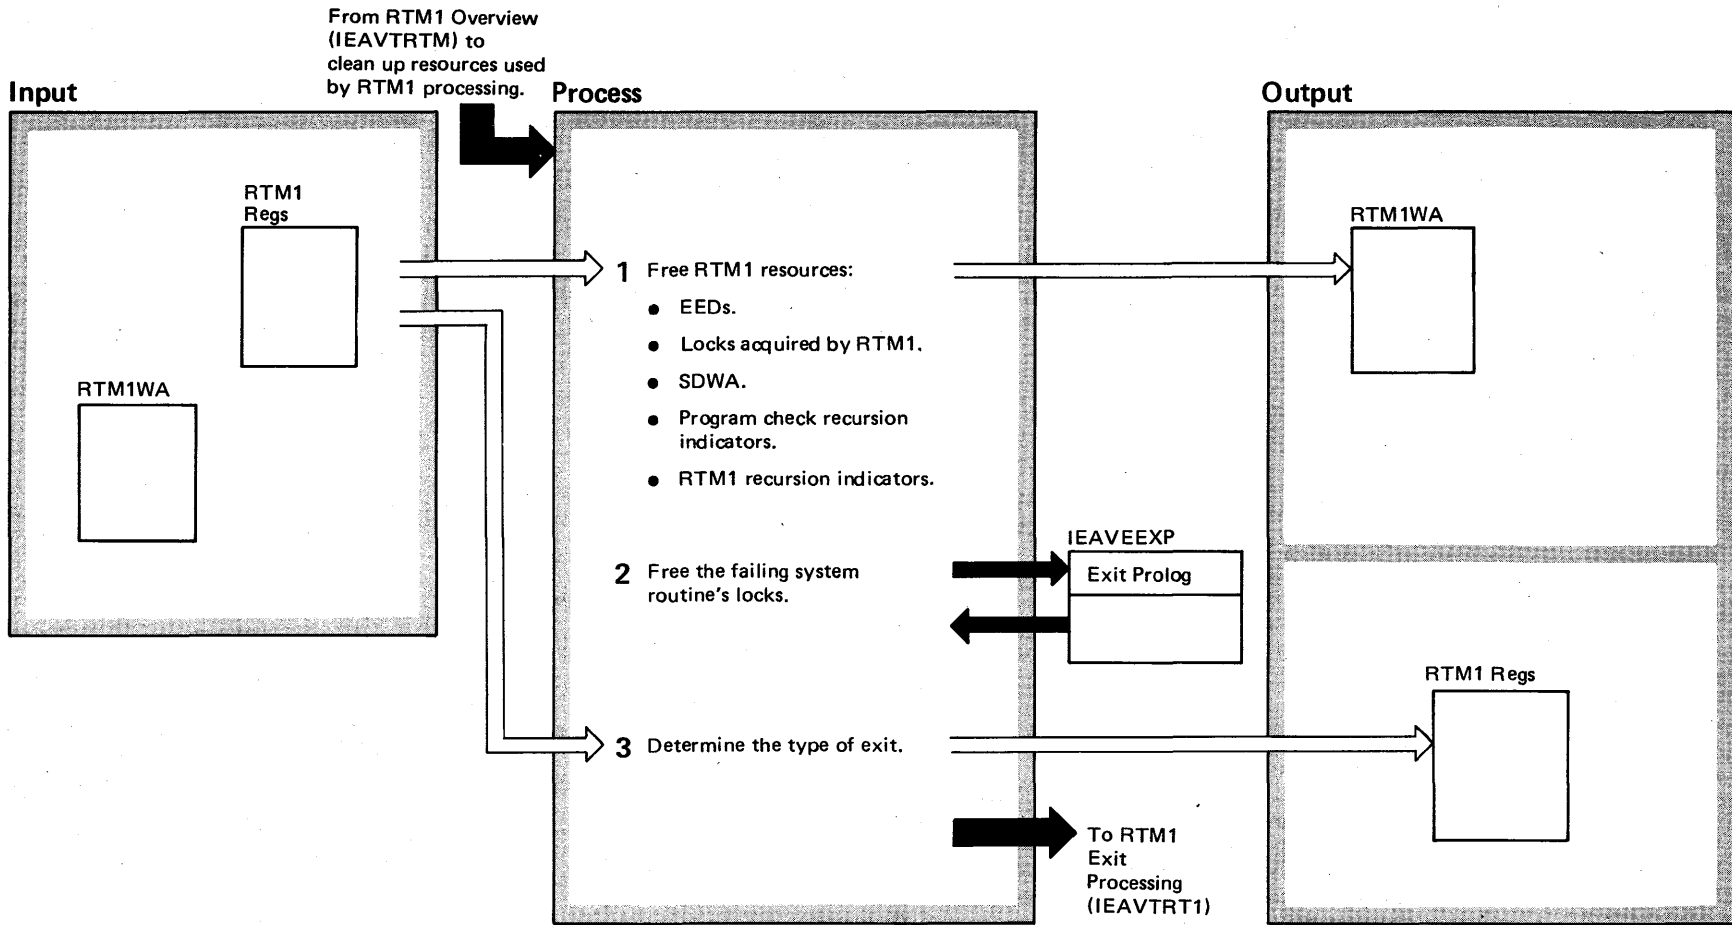 From RTM1 Overview
(IEAVTRTM) to
clean up resources used
by RTM1 processing.
Input
Process
Output
RTM1
Regs
RTM1WA
1 Free RTM1 resources:
● EEDs.
● Locks acquired by RTM1.
● SDWA.
● Program check recursion
indicators.
● RTM1 recursion indicators.
2 Free the failing system
routine's locks.
IEAVEEXP
Exit Prolog
3 Determine the type of exit.
To RTM1
Exit
Processing
(IEAVTRT1)
RTM1WA
RTM1 Regs